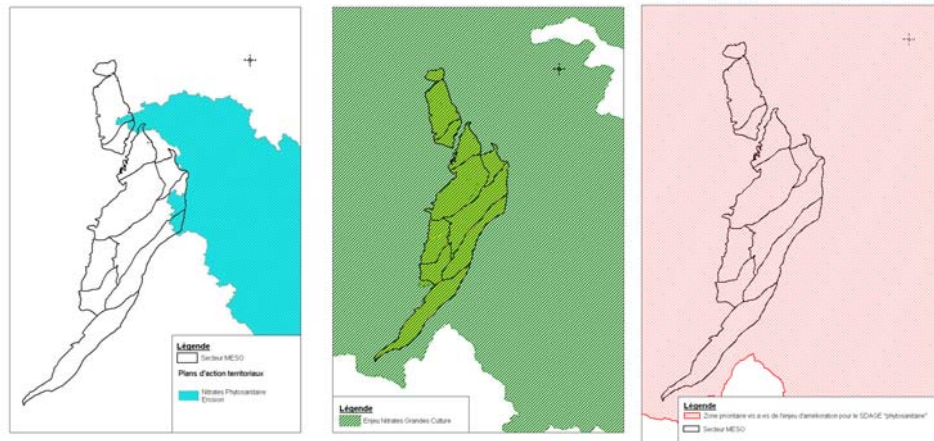 Légende
Secteur MESO
Plans d'action territoriaux
Nitrates Phytosanitaire
Erosion
Légende
Enjeu Nitrates Grandes Culture
Légende
Zone prioritaire vis a vis de l'enjeu d'amélioration pour le SDAGE "phytosanitaire"
Secteur MESO